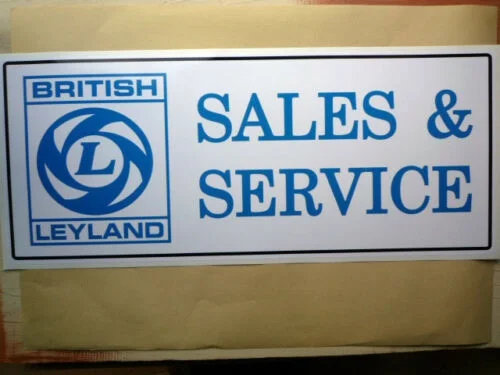 BRITISH
L
LEYLAND
SALES &
SERVICE